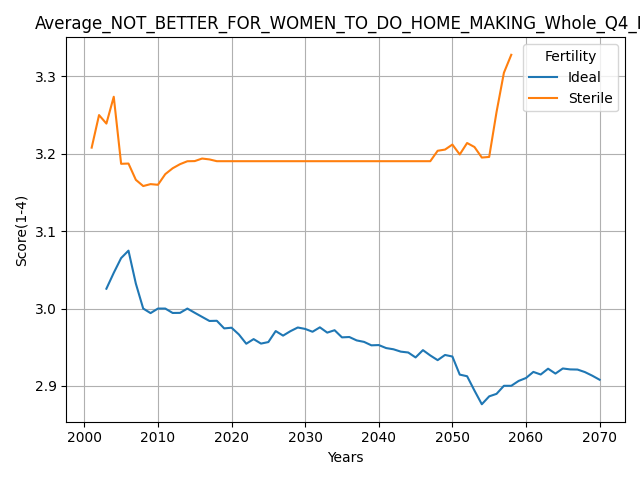 Average_NOT_BETTER_FOR_WOMEN_TO_DO_HOME_MAKING_Whole_Q4_
Fertility
Ideal
Sterile
Score(1-4)
3.3
3.2
3.1
3.0
2.9
2000 2010 2020 2030 2040 2050 2060 2070
Years